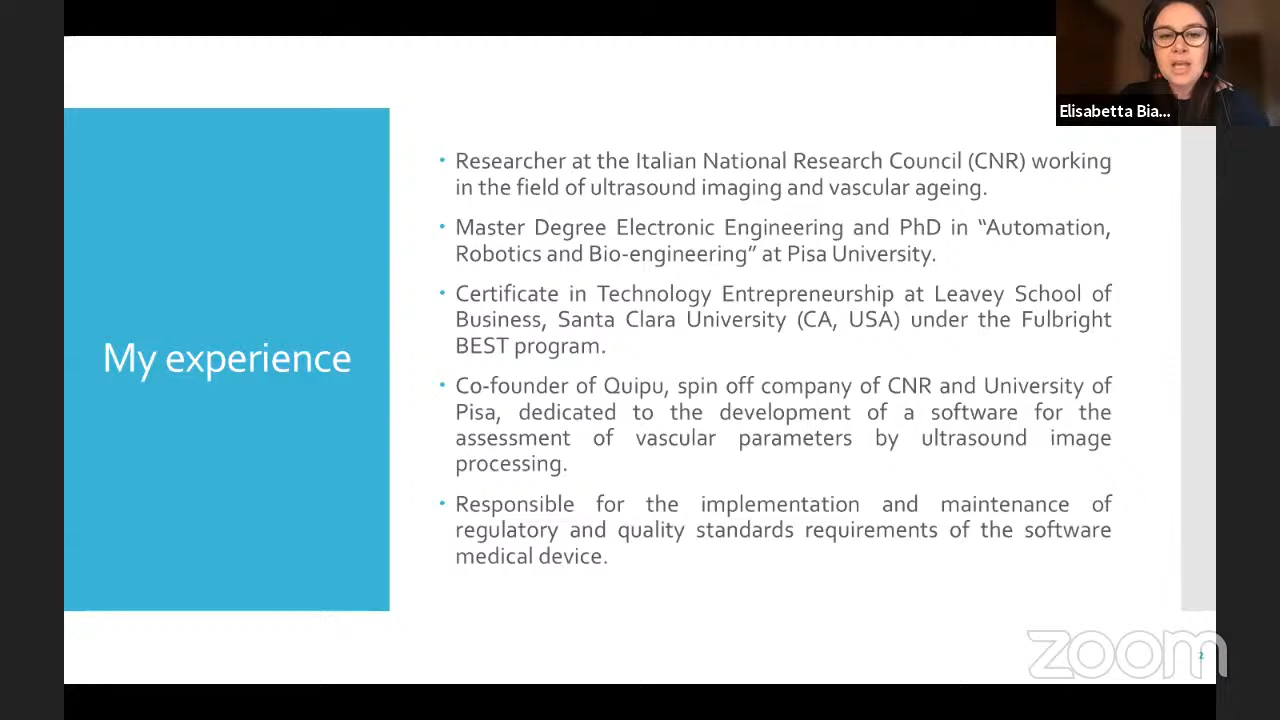 Elisabetta Bia...
My experience
• Researcher at the Italian National Research Council (CNR) working
in the field of ultrasound imaging and vascular ageing.
• Master Degree Electronic Engineering and PhD in “Automation,
Robotics and Bio-engineering” at Pisa University.
• Certificate in Technology Entrepreneurship at Leavey School of
Business, Santa Clara University (CA, USA) under the Fulbright
BEST program.
• Co-founder of Quipu, spin off company of CNR and University of
Pisa, dedicated to the development of a software for the
assessment of vascular parameters by ultrasound image
processing.
• Responsible for the implementation and maintenance of
regulatory and quality standards requirements of the software
medical device.
zoom
2